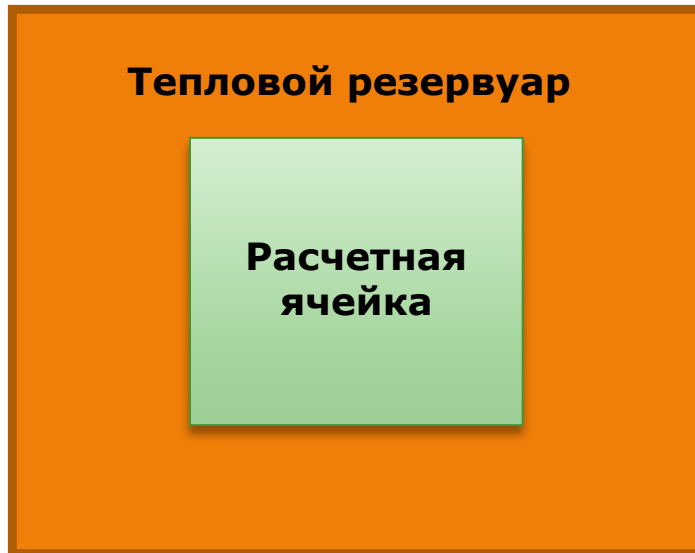 Тепловой резервуар
Расчетная
ячейка